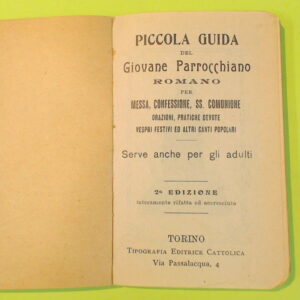 PICCOLA GUIDA
DEL
Giovane Parrocchiano
ROMANO
PER
MESSA, CONFESSIONE, SS. COMUNIONE
ORAZIONI, PRATICHE DEVOTE
VESPRI FESTIVI ED ALTRI CANTI POPOLARI
Serve anche per gli adulti
2ª EDIZIONE
interamente rifatta ed accresciuta
TORINO
TIPOGRAFIA EDITRICE CATTOLICA
Via Passalacqua, 4